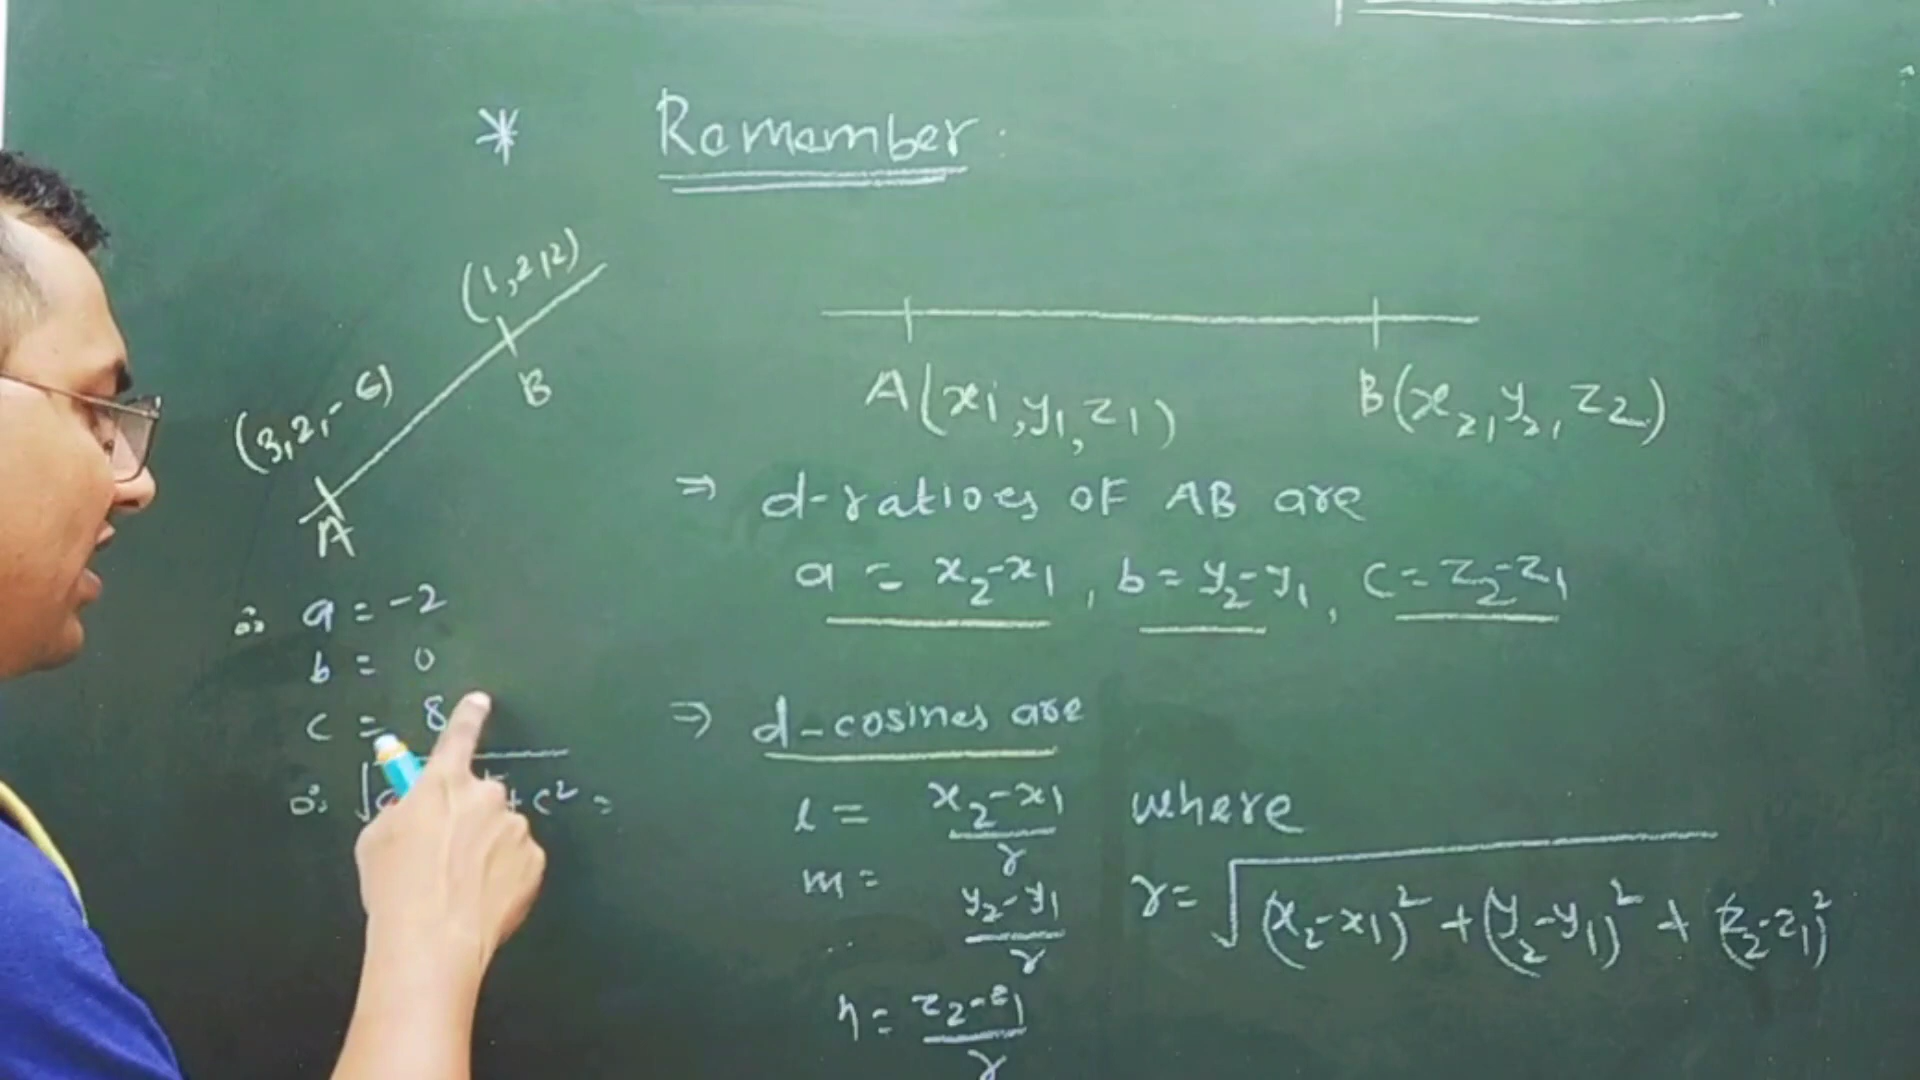 * Remember:
(1,2,2)
B
(3,2,-6)
A
∴ a = -2
b = 0
c = 8
+ c² =
A(x₁, y₁, z₁) B(x₂, y₂, z₂)
⇒ d-ratioes OF AB are
a = x₂-x₁, b = y₂-y₁, c = z₂-z₁
⇒ d-cosines are
l = x₂-x₁/r where
m = y₂-y₁/r r = √(x₂-x₁)² + (y₂-y₁)² + (z₂-z₁)²
n = z₂-z₁/r